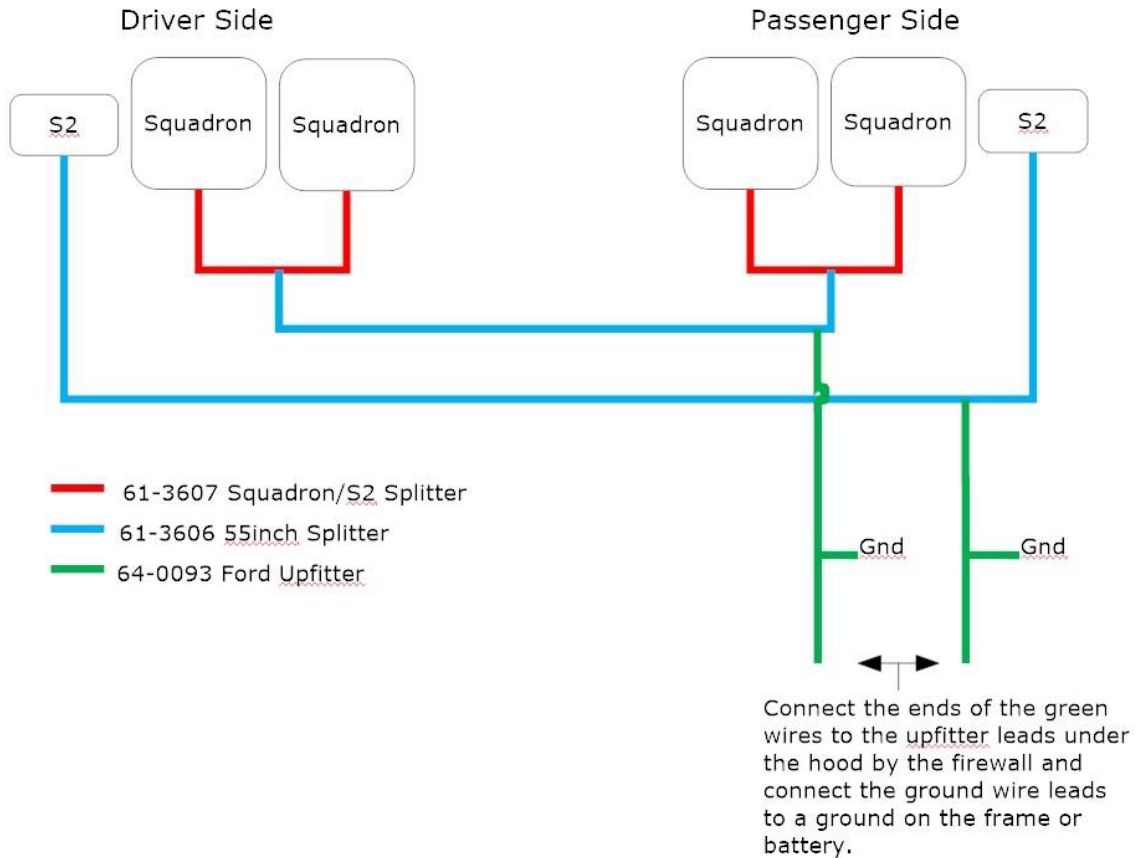 Driver Side
Passenger Side
S2
Squadron
Squadron
Squadron
Squadron
S2
61-3607 Squadron/S2 Splitter
61-3606 55inch Splitter
64-0093 Ford Upfitter
Gnd
Gnd
Connect the ends of the green
wires to the upfitter leads under
the hood by the firewall and
connect the ground wire leads
to a ground on the frame or
battery.